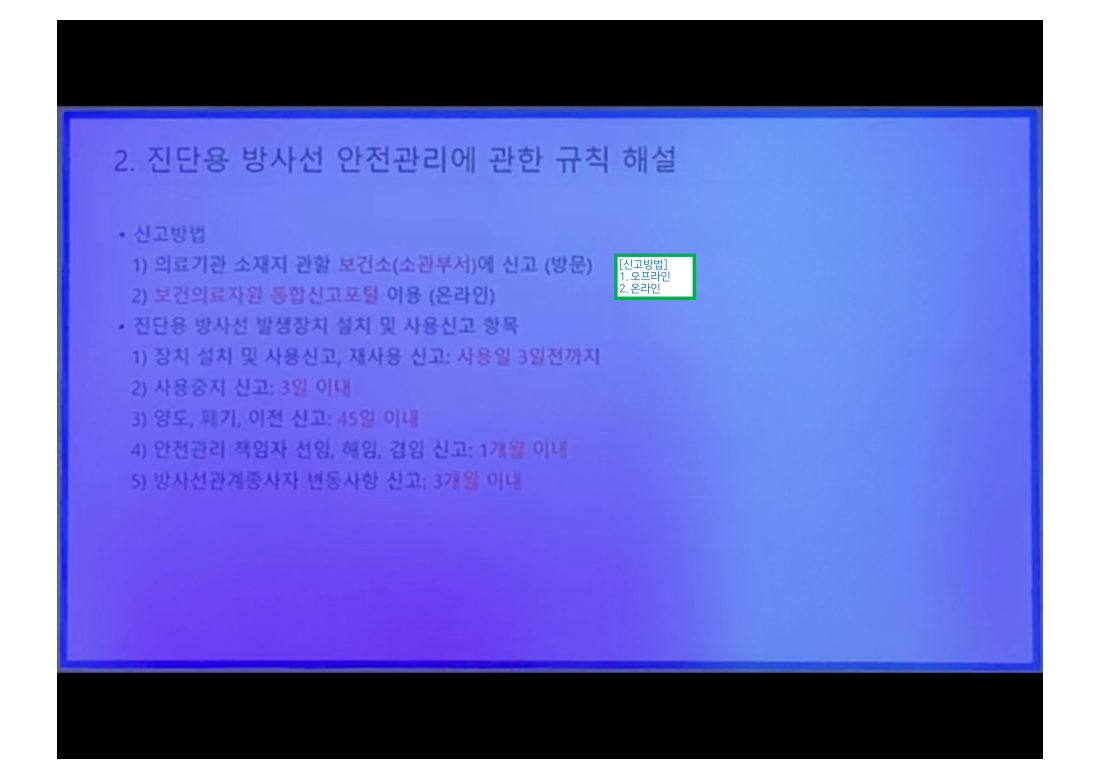 2. 진단용 방사선 안전관리에 관한 규칙 해설
• 신고방법
1) 의료기관 소재지 관할 보건소(소관부서)에 신고 (방문)
[신고방법]
1. 오프라인
2. 온라인
2) 보건의료자원 통합신고포털 이용 (온라인)
• 진단용 방사선 발생장치 설치 및 사용신고 항목
1) 장치 설치 및 사용신고, 재사용 신고: 사용일 3일전까지
2) 사용중지 신고: 3일 이내
3) 양도, 폐기, 이전 신고: 45일 이내
4) 안전관리 책임자 선임, 해임, 겸임 신고: 1개월 이내
5) 방사선관계종사자 변동사항 신고: 3개월 이내